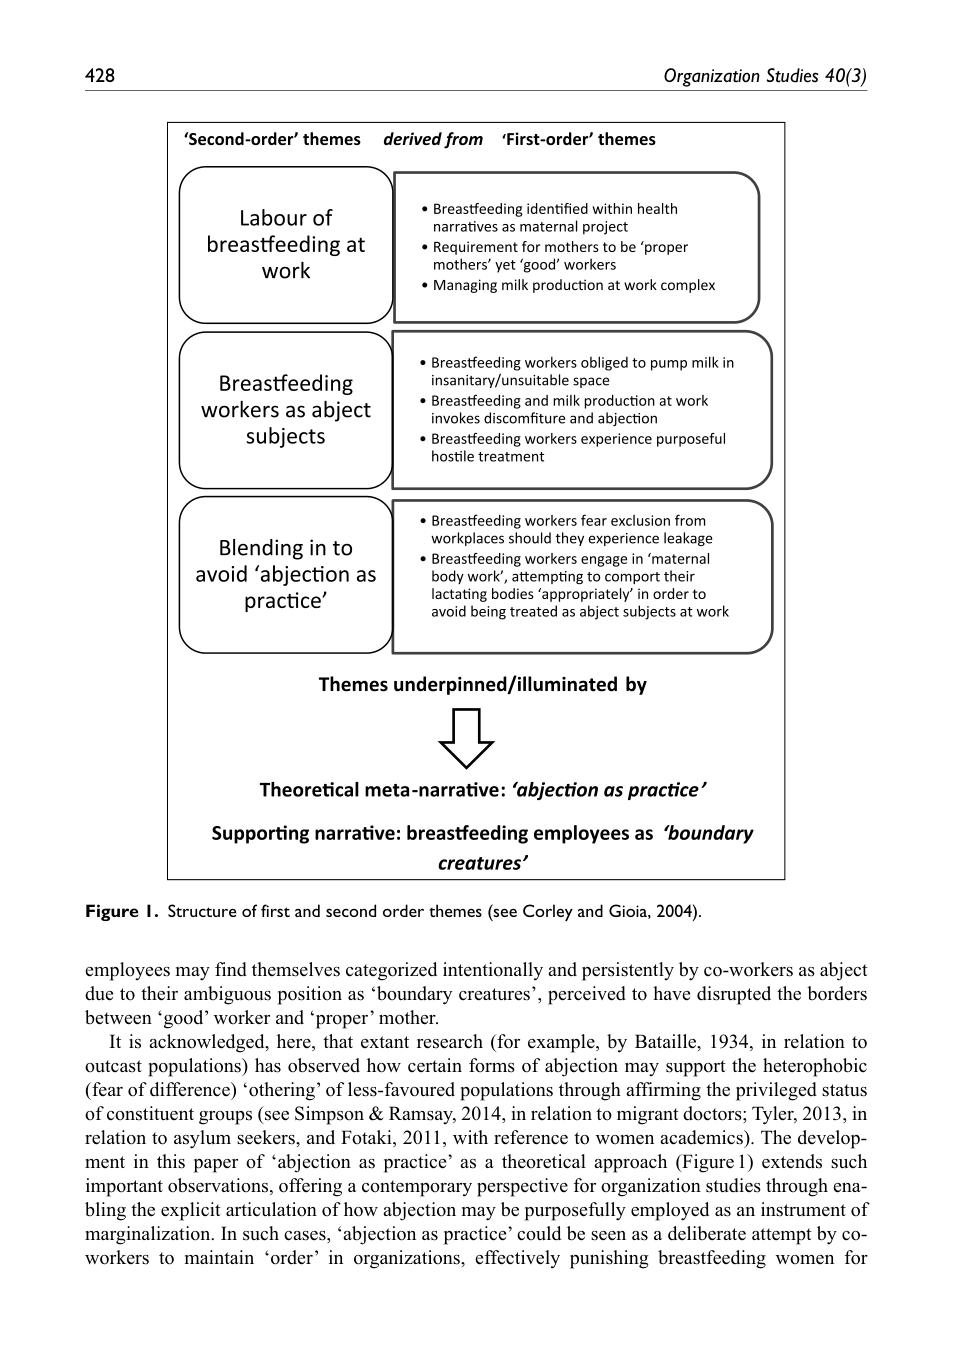 428
Organization Studies 40(3)
‘Second-order’ themes derived from ‘First-order’ themes
Labour of
breastfeeding at
work
• Breastfeeding identified within health
narratives as maternal project
• Requirement for mothers to be ‘proper
mothers’ yet ‘good’ workers
• Managing milk production at work complex
Breastfeeding
workers as abject
subjects
• Breastfeeding workers obliged to pump milk in
insanitary/unsuitable space
• Breastfeeding and milk production at work
invokes discomfiture and abjection
• Breastfeeding workers experience purposeful
hostile treatment
Blending in to
avoid ‘abjection as
practice’
• Breastfeeding workers fear exclusion from
workplaces should they experience leakage
• Breastfeeding workers engage in ‘maternal
body work’, attempting to comport their
lactating bodies ‘appropriately’ in order to
avoid being treated as abject subjects at work
Themes underpinned/illuminated by
Theoretical meta-narrative: ‘abjection as practice’
Supporting narrative: breastfeeding employees as ‘boundary
creatures’
Figure 1. Structure of first and second order themes (see Corley and Gioia, 2004).
employees may find themselves categorized intentionally and persistently by co-workers as abject
due to their ambiguous position as ‘boundary creatures’, perceived to have disrupted the borders
between ‘good’ worker and ‘proper’ mother.
It is acknowledged, here, that extant research (for example, by Bataille, 1934, in relation to
outcast populations) has observed how certain forms of abjection may support the heterophobic
(fear of difference) ‘othering’ of less-favoured populations through affirming the privileged status
of constituent groups (see Simpson & Ramsay, 2014, in relation to migrant doctors; Tyler, 2013, in
relation to asylum seekers, and Fotaki, 2011, with reference to women academics). The develop-
ment in this paper of ‘abjection as practice’ as a theoretical approach (Figure 1) extends such
important observations, offering a contemporary perspective for organization studies through ena-
bling the explicit articulation of how abjection may be purposefully employed as an instrument of
marginalization. In such cases, ‘abjection as practice’ could be seen as a deliberate attempt by co-
workers to maintain ‘order’ in organizations, effectively punishing breastfeeding women for